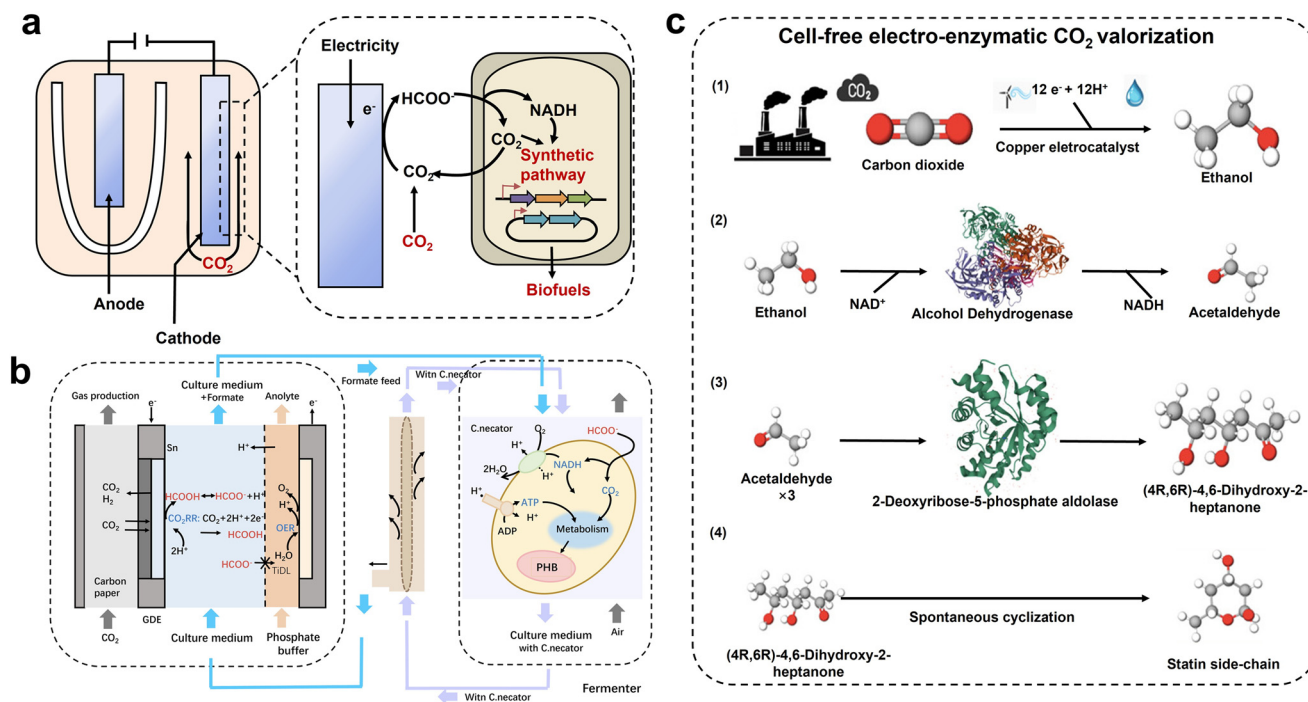 a
Electricity
e⁻
HCOO⁻
NADH
CO₂
Synthetic
pathway
CO₂
CO₂
Biofuels
CO₂
Anode
Cathode
b
Gas production
e⁻
Culture medium
+Formate
Anolyte
e⁻
Formate feed
Witn C.necator
Sn
H⁺
CO₂
H₂
CO₂
HCOOH
HCOO⁻+H⁺
CO₂RR:
CO₂+2H⁺+2e⁻
HCOOH
2H⁺
HCOO⁻
O₂
H⁺
OER
H₂O
TiDL
Carbon
paper
CO₂
GDE
Culture medium
Phosphate
buffer
C.necator
O₂
H⁺
HCOO⁻
2H₂O
H⁺
NADH
CO₂
H⁺
ATP
H⁺
ADP
Metabolism
PHB
Culture medium
with C.necator
Air
Witn C.necator
Fermenter
c
Cell-free electro-enzymatic CO₂ valorization
(1)
CO₂
Carbon dioxide
12 e⁻ + 12H⁺
Copper eletrocatalyst
Ethanol
(2)
Ethanol
NAD⁺
Alcohol Dehydrogenase
NADH
Acetaldehyde
(3)
Acetaldehyde
×3
2-Deoxyribose-5-phosphate aldolase
(4R,6R)-4,6-Dihydroxy-2-
heptanone
(4)
(4R,6R)-4,6-Dihydroxy-2-
heptanone
Spontaneous cyclization
Statin side-chain